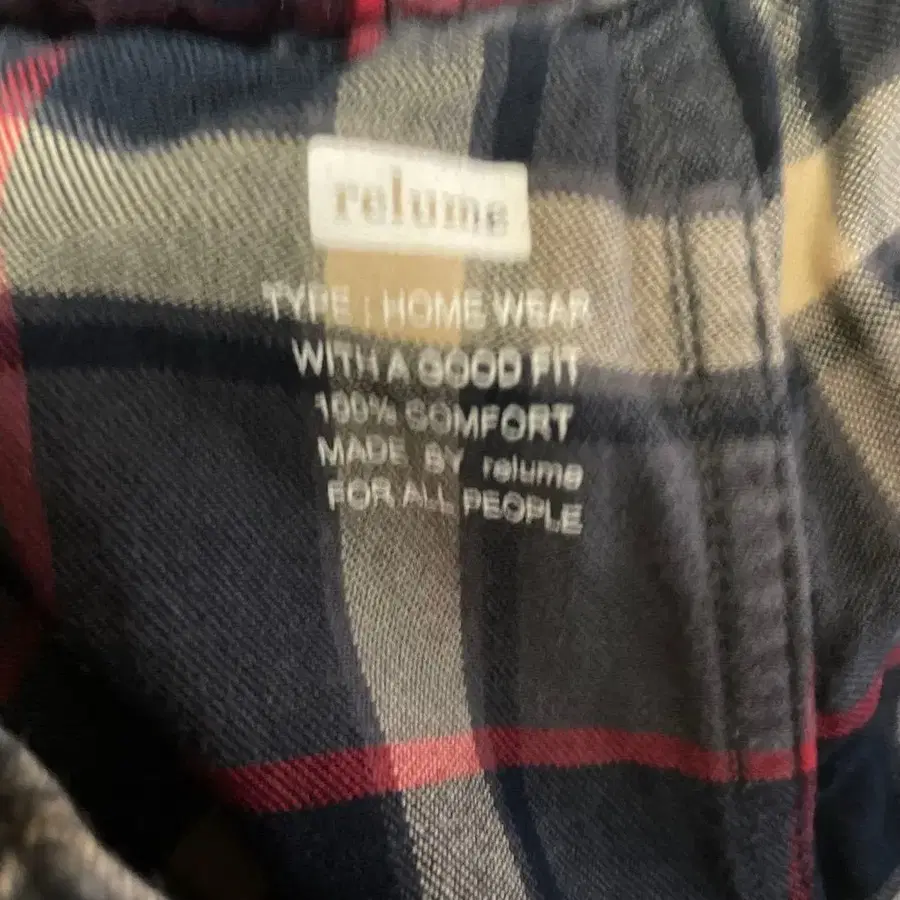 relume
TYPE : HOME WEAR
WITH A GOOD FIT
100% COMFORT
MADE BY relume
FOR ALL PEOPLE